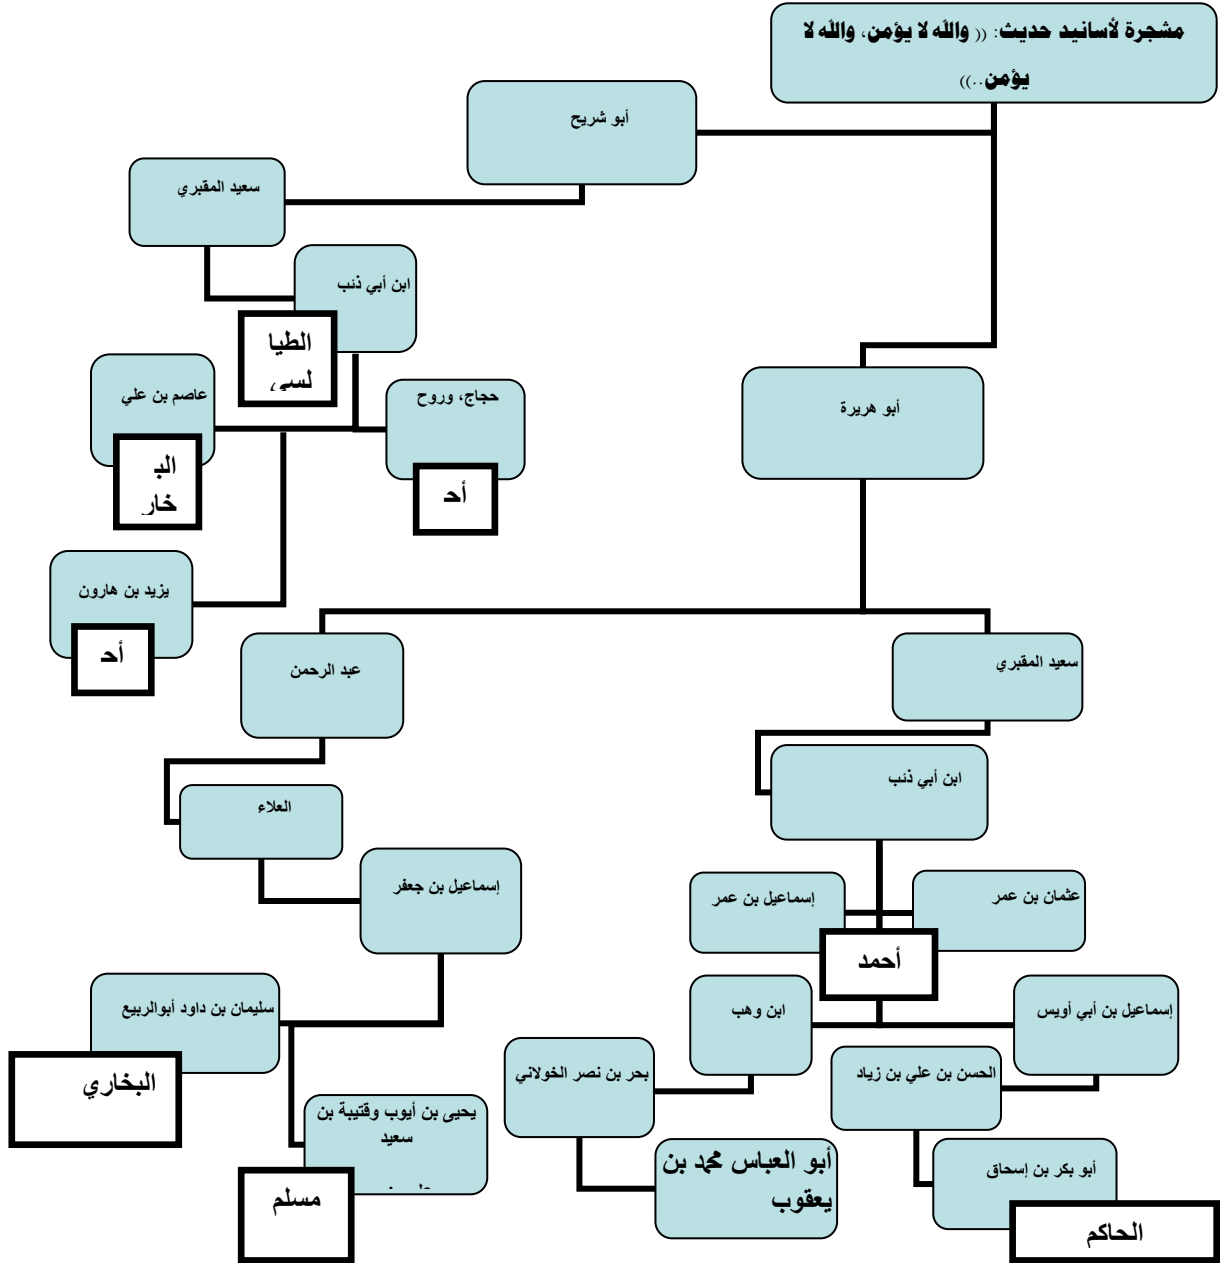 مشجرة لأسانيد حديث: (( والله لا يؤمن، والله لا
يؤمن..))
أبو شريح
سعيد المقبري
ابن أبي ذئب
الطيا
لسي
عاصم بن علي
البـ
خار
حجاج، وروح
أحـ
يزيد بن هارون
أحـ
أبو هريرة
سعيد المقبري
عبد الرحمن
ابن أبي ذئب
العلاء
إسماعيل بن جعفر
عثمان بن عمر
إسماعيل بن عمر
أحمد
إسماعيل بن أبي أويس
ابن وهب
سليمان بن داود أبوالربيع
البخاري
الحسن بن علي بن زياد
بحر بن نصر الخولاني
يحيى بن أيوب وقتيبة بن
سعيد
مسلم
أبو العباس محمد بن
يعقوب
أبو بكر بن إسحاق
الحاكم